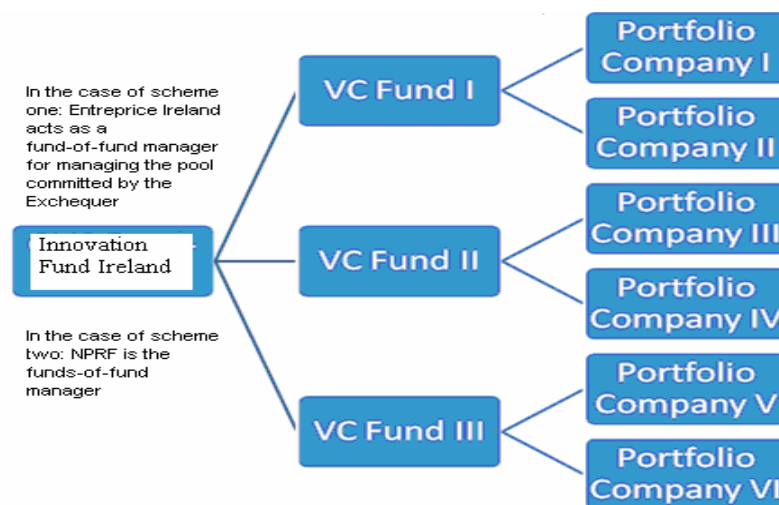 In the case of scheme
one: Entreprice Ireland
acts as a
fund-of-fund manager
for managing the pool
committed by the
Exchequer
Innovation
Fund Ireland
In the case of scheme
two: NPRF is the
funds-of-fund
manager
VC Fund I
VC Fund II
VC Fund III
Portfolio
Company I
Portfolio
Company II
Portfolio
Company III
Portfolio
Company IV
Portfolio
Company V
Portfolio
Company VI